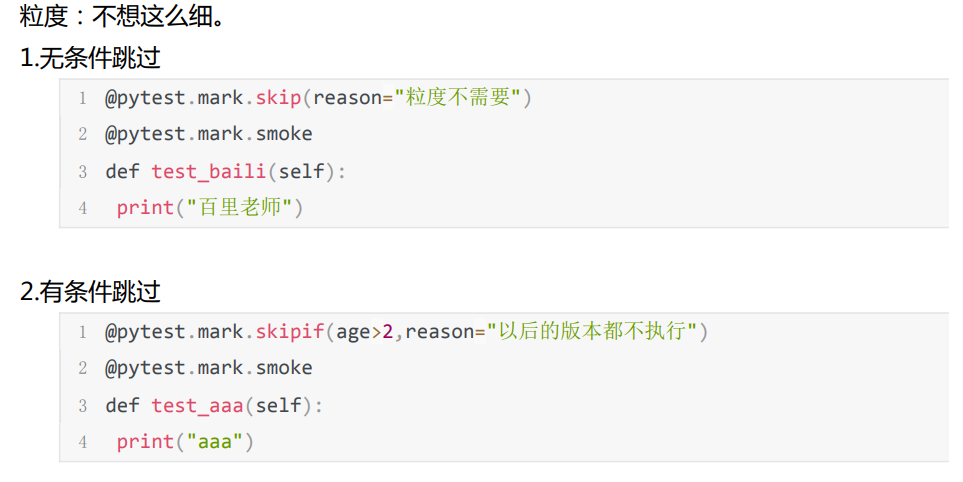 粒度：不想这么细。
1.无条件跳过
1 @pytest.mark.skip(reason="粒度不需要")
2 @pytest.mark.smoke
3 def test_baili(self):
4  print("百里老师")
2.有条件跳过
1 @pytest.mark.skipif(age>2,reason="以后的版本都不执行")
2 @pytest.mark.smoke
3 def test_aaa(self):
4  print("aaa")